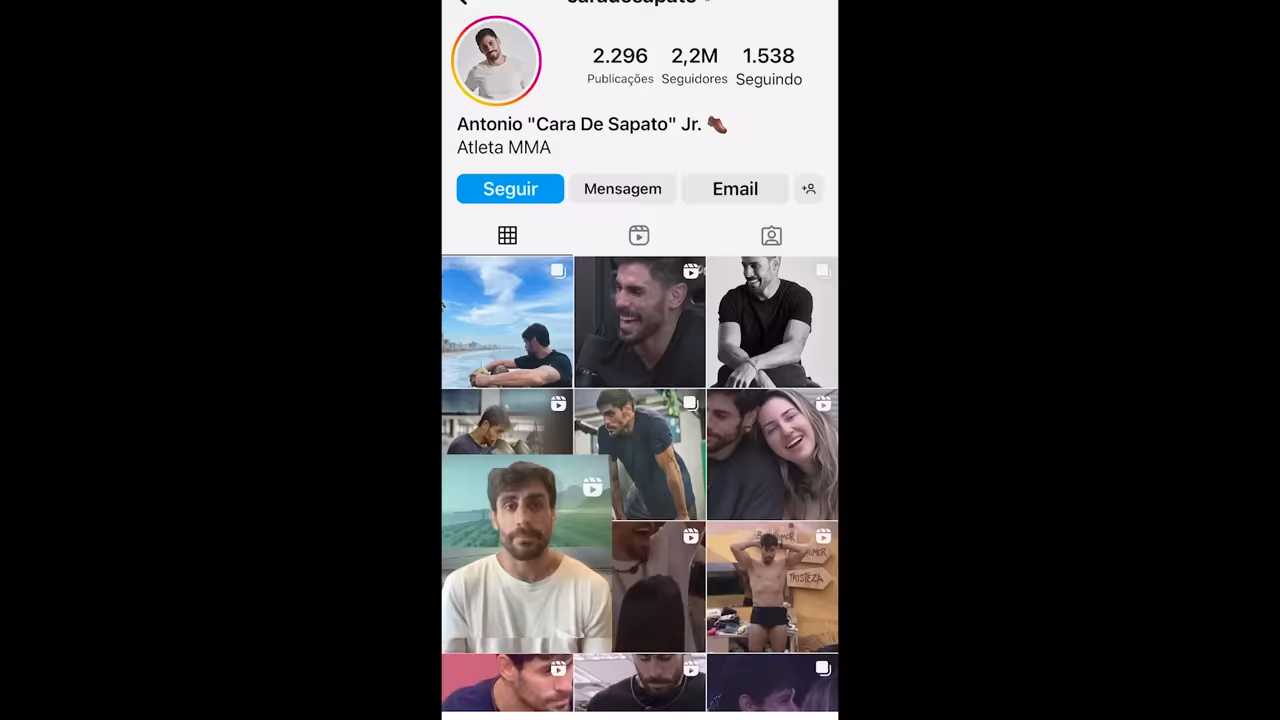 2.296 2,2M 1.538
Publicações Seguidores Seguindo
Antonio "Cara De Sapato" Jr. 👞
Atleta MMA
Seguir Mensagem Email
TRISTEZA